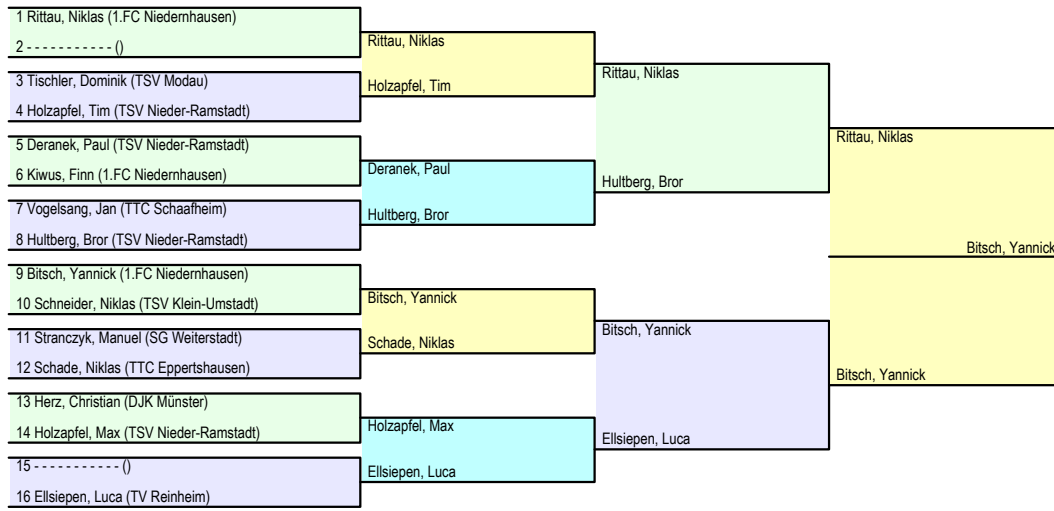 1 Rittau, Niklas (1.FC Niedernhausen)
2 - - - - - - - - - - - ()
3 Tischler, Dominik (TSV Modau)
4 Holzapfel, Tim (TSV Nieder-Ramstadt)
5 Deranek, Paul (TSV Nieder-Ramstadt)
6 Kiwus, Finn (1.FC Niedernhausen)
7 Vogelsang, Jan (TTC Schaafheim)
8 Hultberg, Bror (TSV Nieder-Ramstadt)
9 Bitsch, Yannick (1.FC Niedernhausen)
10 Schneider, Niklas (TSV Klein-Umstadt)
11 Stranczyk, Manuel (SG Weiterstadt)
12 Schade, Niklas (TTC Eppertshausen)
13 Herz, Christian (DJK Münster)
14 Holzapfel, Max (TSV Nieder-Ramstadt)
15 - - - - - - - - - - - ()
16 Ellsiepen, Luca (TV Reinheim)
Rittau, Niklas
Holzapfel, Tim
Deranek, Paul
Hultberg, Bror
Bitsch, Yannick
Schade, Niklas
Holzapfel, Max
Ellsiepen, Luca
Rittau, Niklas
Hultberg, Bror
Bitsch, Yannick
Ellsiepen, Luca
Rittau, Niklas
Bitsch, Yannick
Bitsch, Yannick